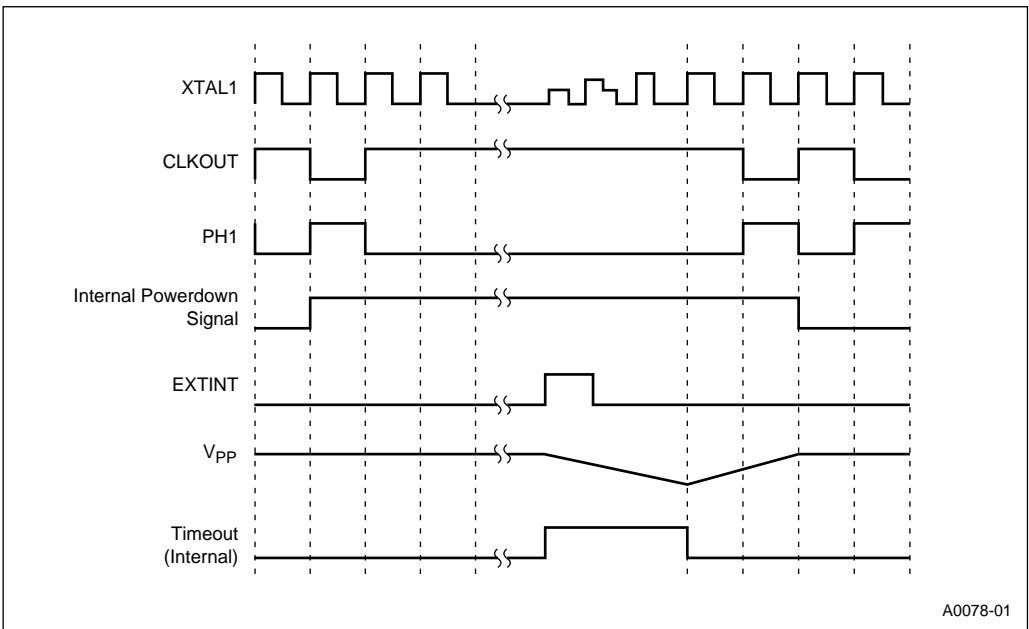 XTAL1
CLKOUT
PH1
Internal Powerdown
Signal
EXTINT
VPP
Timeout
(Internal)
A0078-01